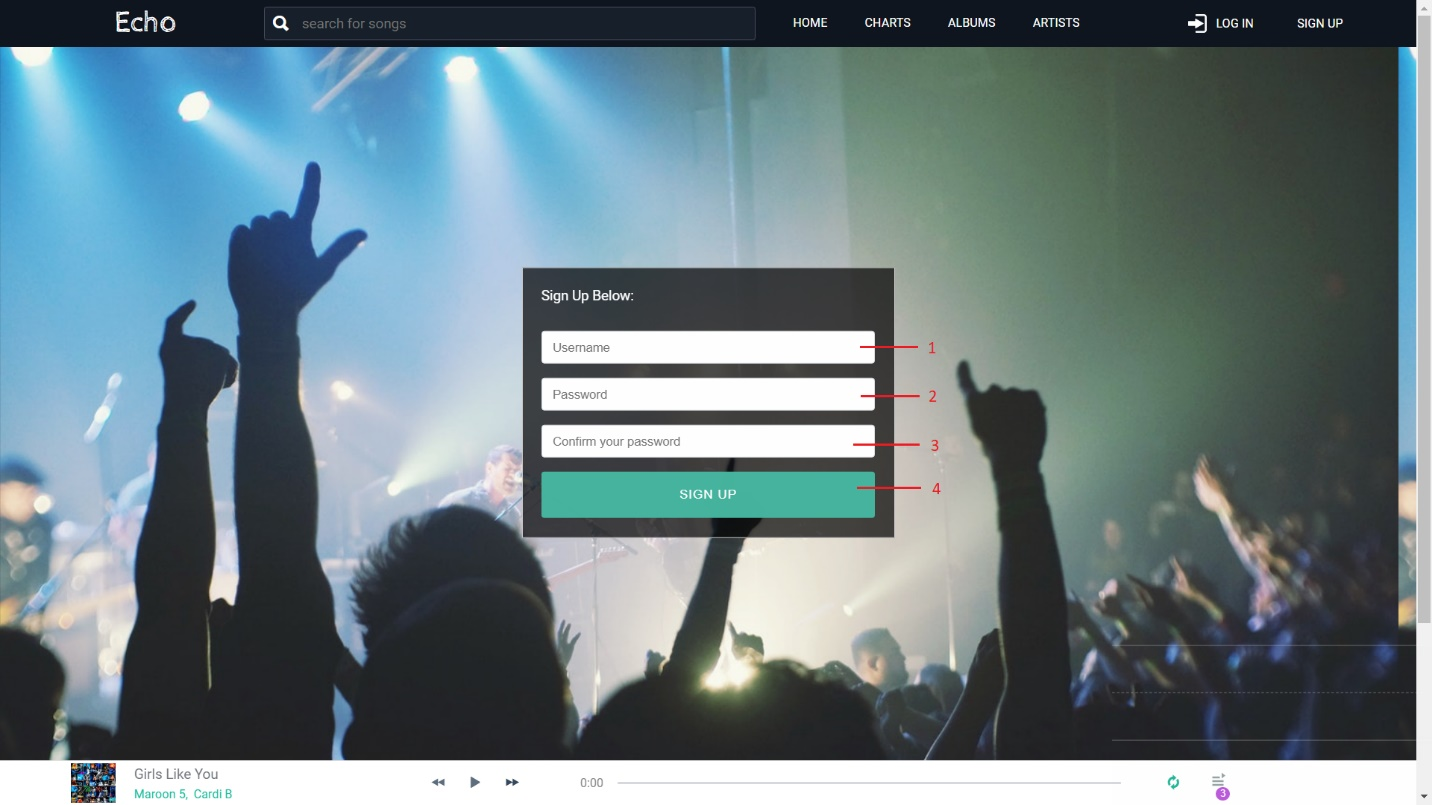 Echo
search for songs
HOME
CHARTS
ALBUMS
ARTISTS
LOG IN
SIGN UP
Sign Up Below:
Username
1
Password
2
Confirm your password
3
SIGN UP
4
Girls Like You
Maroon 5, Cardi B
0:00
3